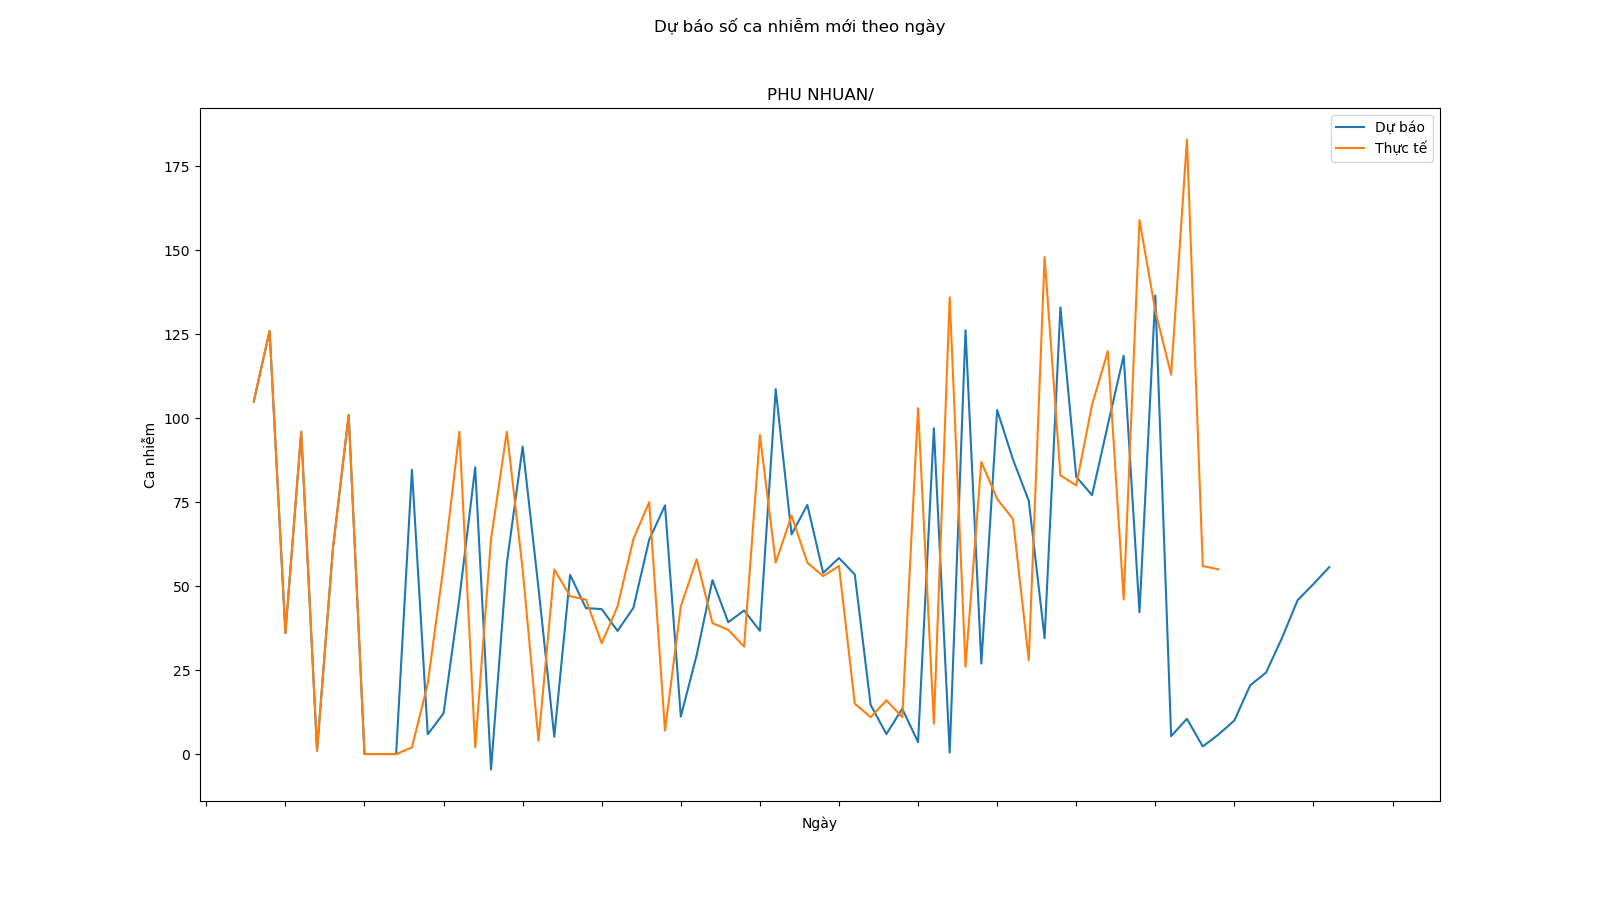 Dự báo số ca nhiễm mới theo ngày
PHU NHUAN/
Dự báo
Thực tế
175
150
125
100
75
50
25
0
Ca nhiễm
Ngày